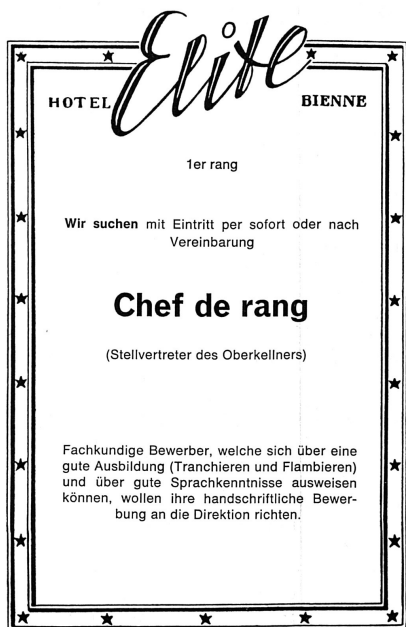 Elite
HOTEL BIENNE
1er rang
Wir suchen mit Eintritt per sofort oder nach
Vereinbarung
Chef de rang
(Stellvertreter des Oberkellners)
Fachkundige Bewerber, welche sich über eine
gute Ausbildung (Tranchieren und Flambieren)
und über gute Sprachkenntnisse ausweisen
können, wollen ihre handschriftliche Bewer-
bung an die Direktion richten.